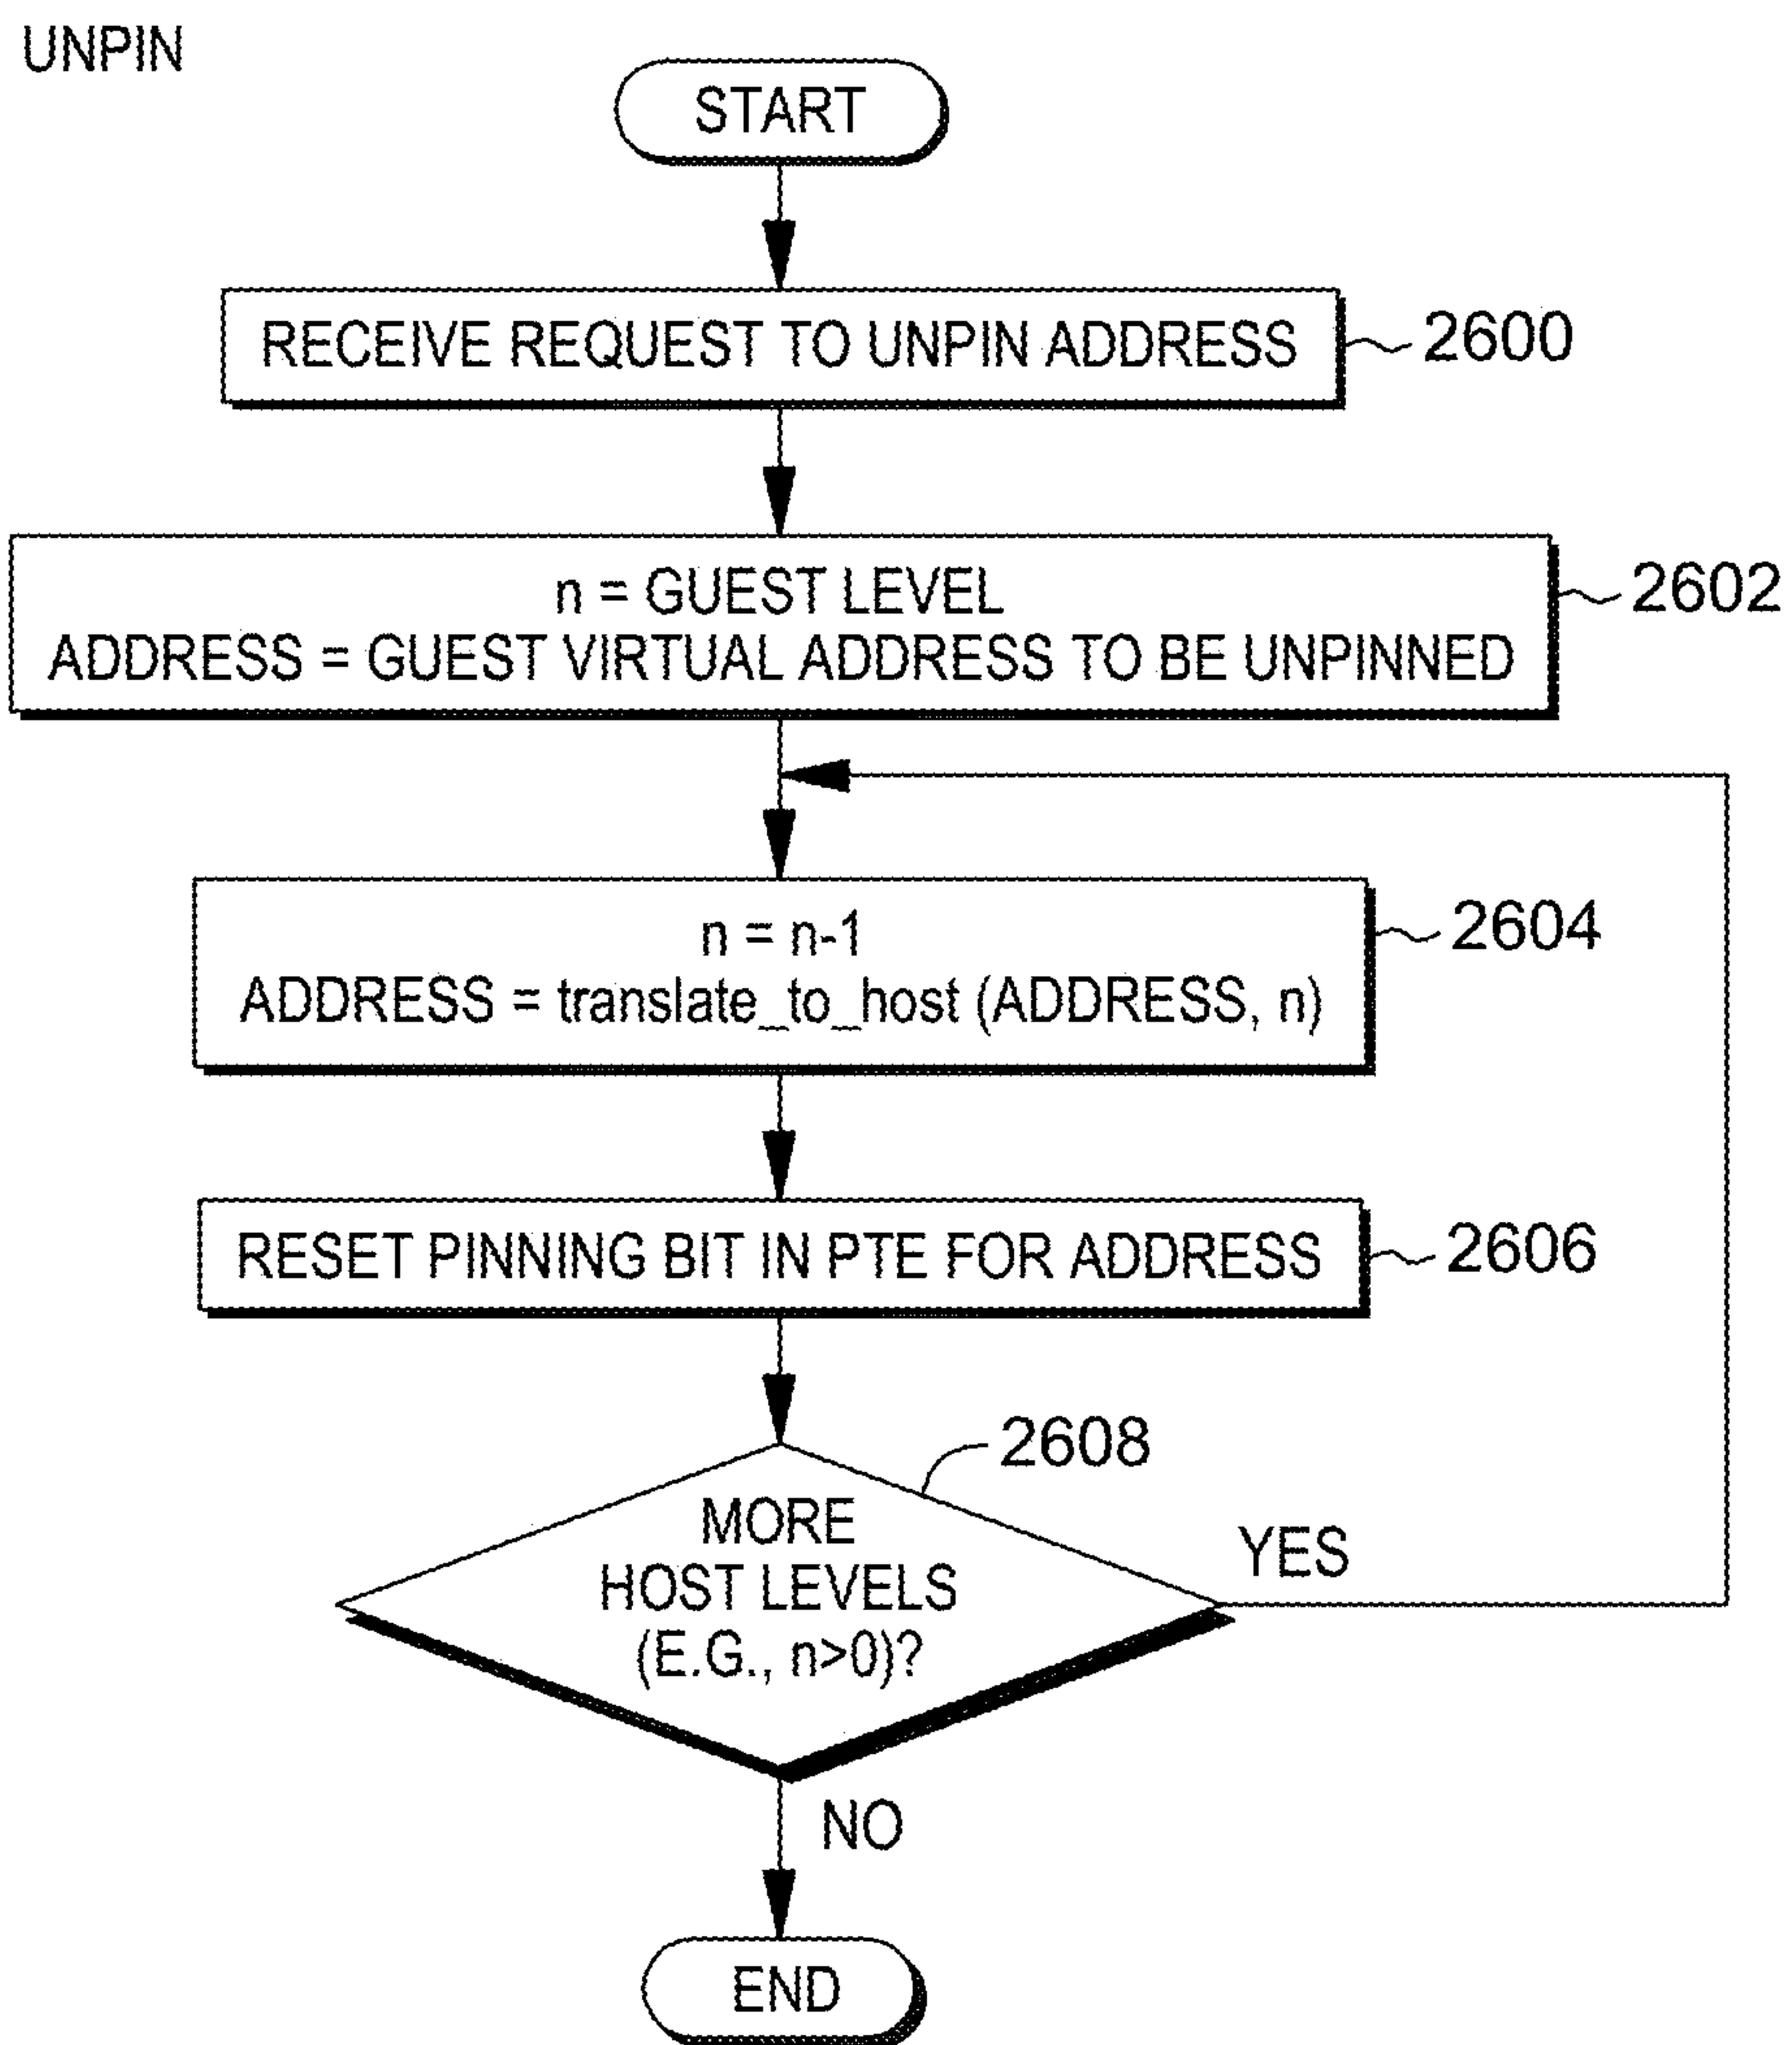 UNPIN
START
RECEIVE REQUEST TO UNPIN ADDRESS
2600
n = GUEST LEVEL
ADDRESS = GUEST VIRTUAL ADDRESS TO BE UNPINNED
2602
n = n-1
ADDRESS = translate_to_host (ADDRESS, n)
2604
RESET PINNING BIT IN PTE FOR ADDRESS
2606
2608
MORE
HOST LEVELS
(E.G., n>0)?
YES
NO
END